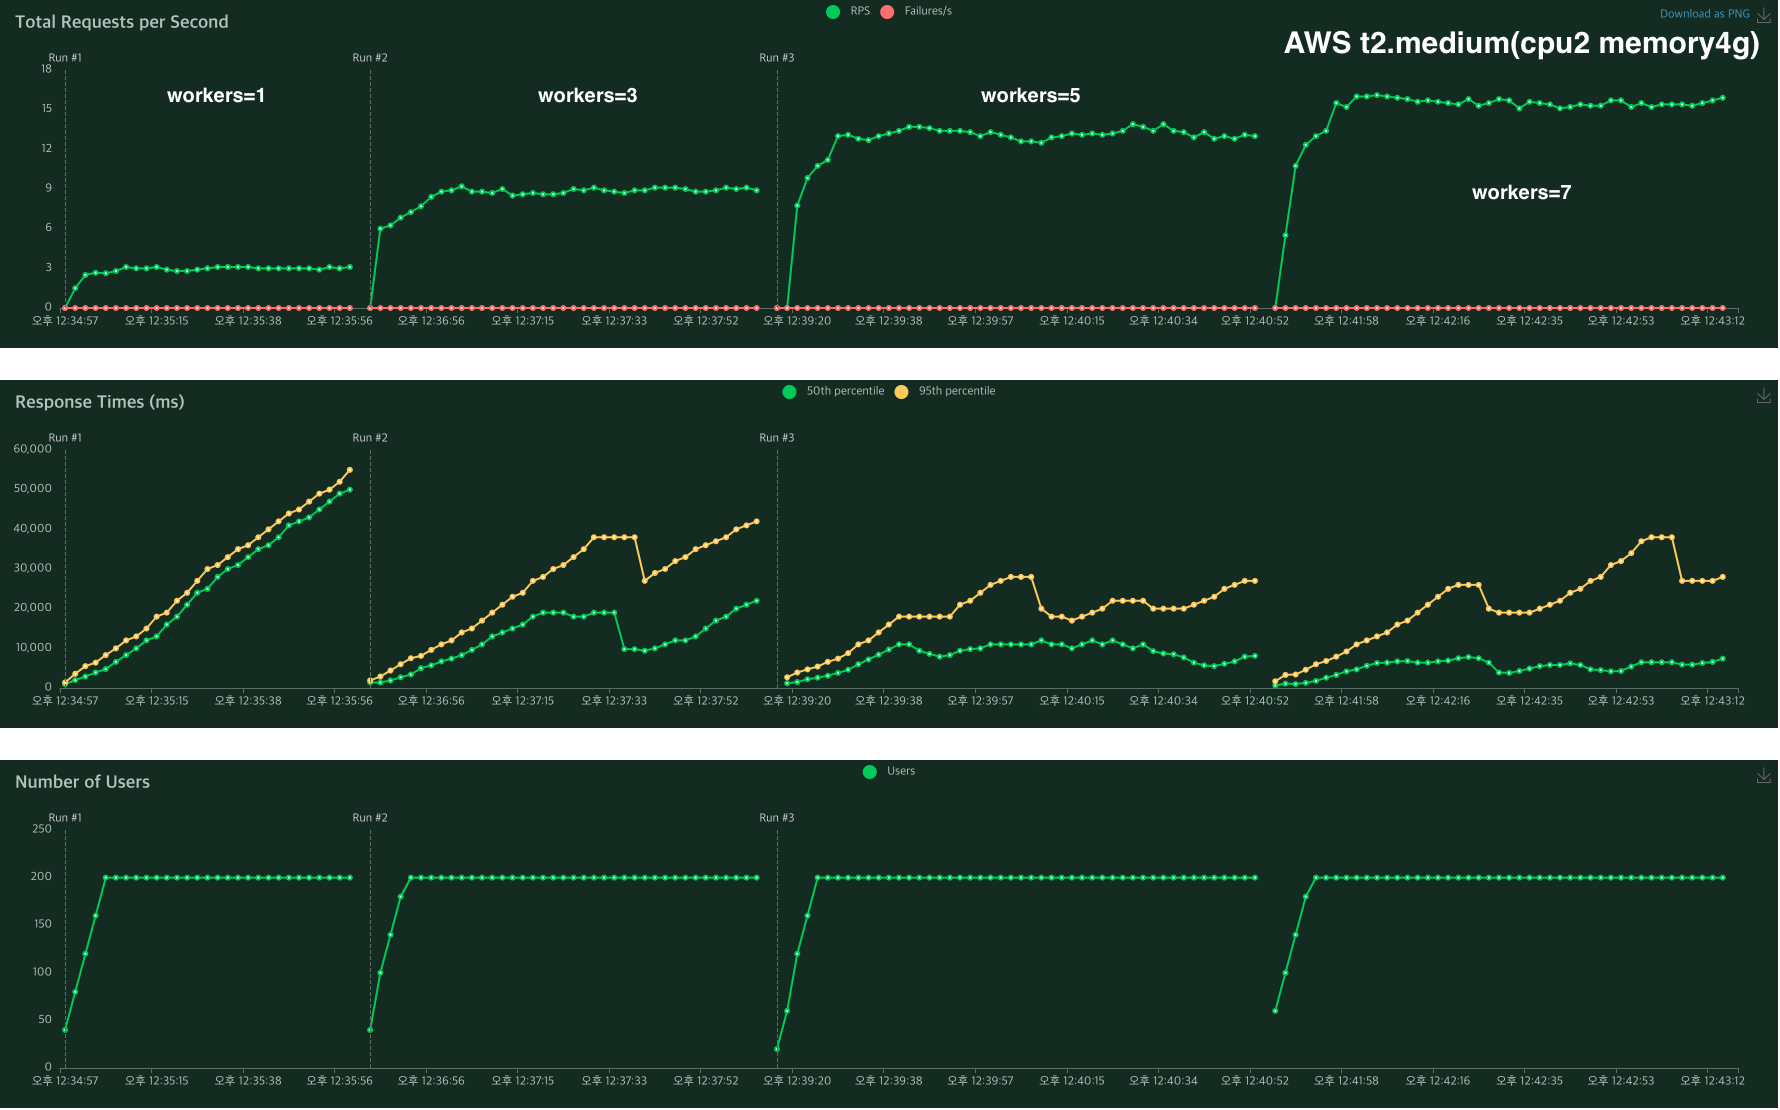 Total Requests per Second
RPS Failures/s
Download as PNG
AWS t2.medium(cpu2 memory4g)
Run #1 Run #2 Run #3
workers=1 workers=3 workers=5
workers=7
18
15
12
9
6
3
0
오후 12:34:57 오후 12:35:15 오후 12:35:38 오후 12:35:56 오후 12:36:56 오후 12:37:15 오후 12:37:33 오후 12:37:52 오후 12:39:20 오후 12:39:38 오후 12:39:57 오후 12:40:15 오후 12:40:34 오후 12:40:52 오후 12:41:58 오후 12:42:16 오후 12:42:35 오후 12:42:53 오후 12:43:12
Response Times (ms)
50th percentile 95th percentile
Run #1 Run #2 Run #3
60,000
50,000
40,000
30,000
20,000
10,000
0
오후 12:34:57 오후 12:35:15 오후 12:35:38 오후 12:35:56 오후 12:36:56 오후 12:37:15 오후 12:37:33 오후 12:37:52 오후 12:39:20 오후 12:39:38 오후 12:39:57 오후 12:40:15 오후 12:40:34 오후 12:40:52 오후 12:41:58 오후 12:42:16 오후 12:42:35 오후 12:42:53 오후 12:43:12
Number of Users
Users
Run #1 Run #2 Run #3
250
200
150
100
50
0
오후 12:34:57 오후 12:35:15 오후 12:35:38 오후 12:35:56 오후 12:36:56 오후 12:37:15 오후 12:37:33 오후 12:37:52 오후 12:39:20 오후 12:39:38 오후 12:39:57 오후 12:40:15 오후 12:40:34 오후 12:40:52 오후 12:41:58 오후 12:42:16 오후 12:42:35 오후 12:42:53 오후 12:43:12